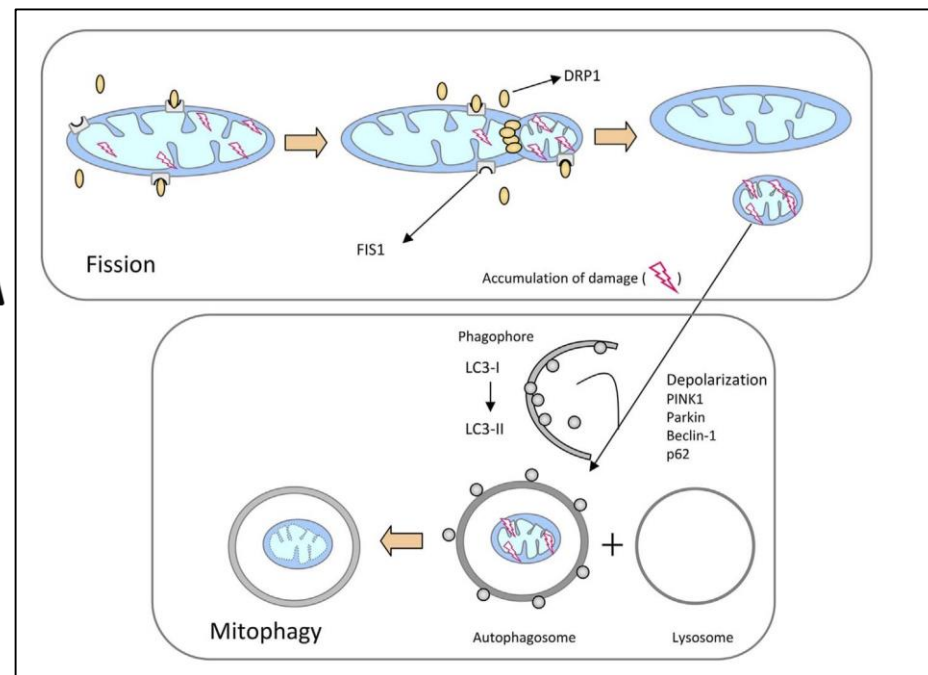 DRP1
FIS1
Fission
Accumulation of damage ( )
Phagophore
LC3-I
LC3-II
Depolarization
PINK1
Parkin
Beclin-1
p62
+
Mitophagy
Autophagosome
Lysosome